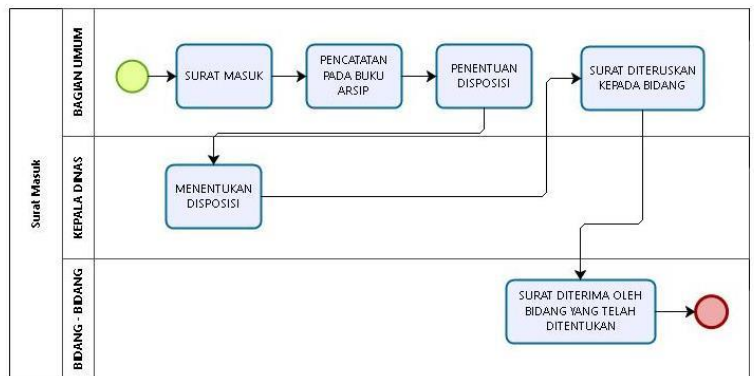 Surat Masuk
BAGIAN UMUM
SURAT MASUK
PENCATATAN
PADA BUKU
ARSIP
PENENTUAN
DISPOSISI
SURAT DITERUSKAN
KEPADA BIDANG
KEPALA DINAS
MENENTUKAN
DISPOSISI
BIDANG - BIDANG
SURAT DITERIMA OLEH
BIDANG YANG TELAH
DITENTUKAN